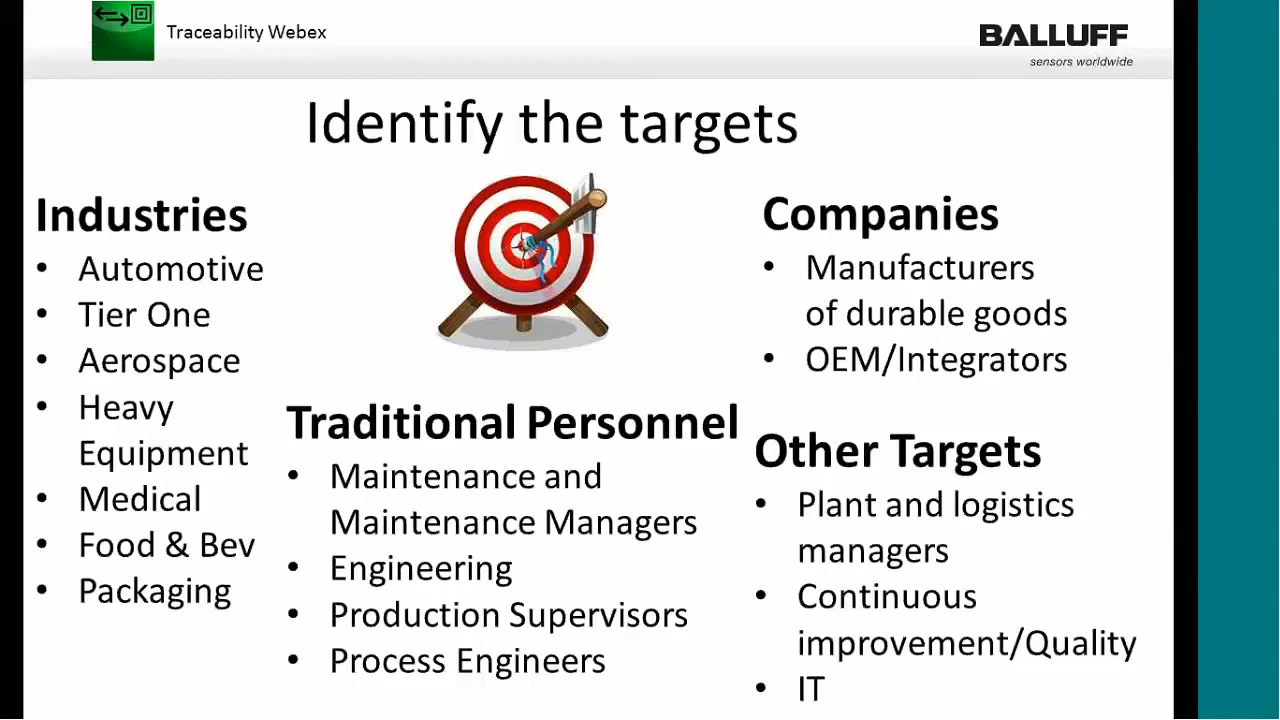 Traceability Webex
BALLUFF
sensors worldwide
Identify the targets
Industries
• Automotive
• Tier One
• Aerospace
• Heavy
Equipment
• Medical
• Food & Bev
• Packaging
Traditional Personnel
• Maintenance and
Maintenance Managers
• Engineering
• Production Supervisors
• Process Engineers
Companies
• Manufacturers
of durable goods
• OEM/Integrators
Other Targets
• Plant and logistics
managers
• Continuous
improvement/Quality
• IT